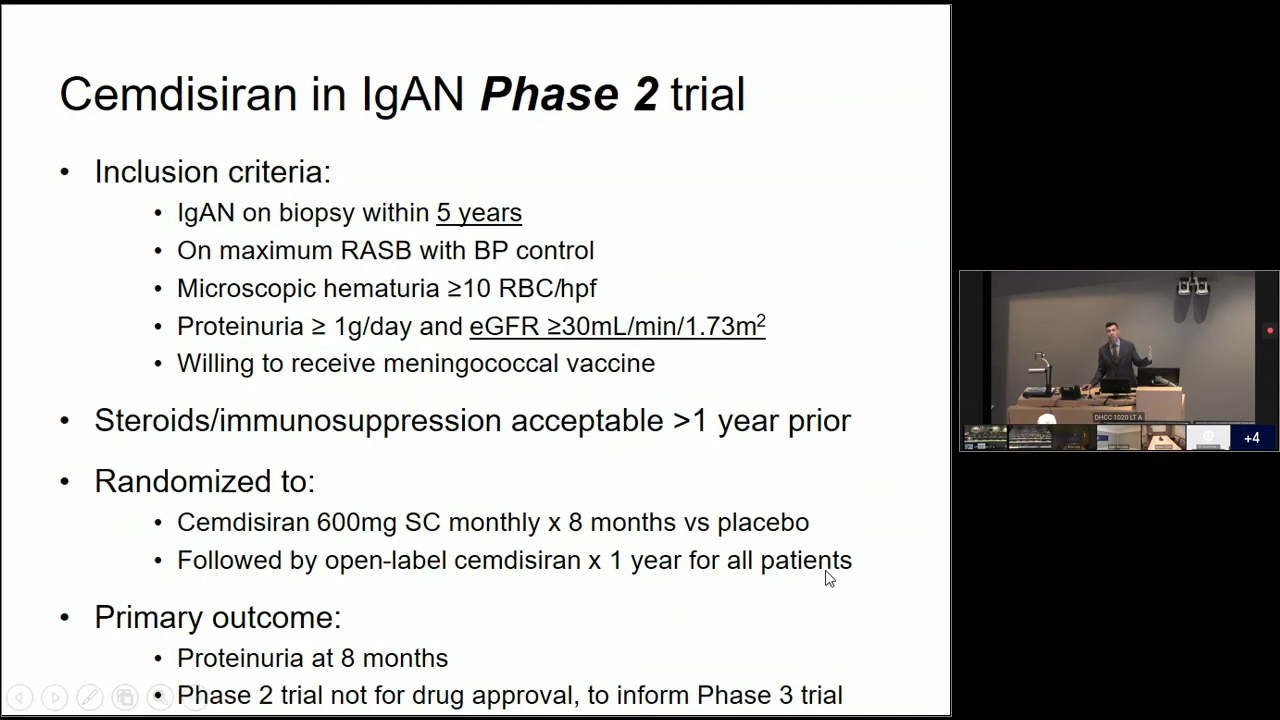 Cemdisiran in IgAN Phase 2 trial
• Inclusion criteria:
• IgAN on biopsy within 5 years
• On maximum RASB with BP control
• Microscopic hematuria ≥10 RBC/hpf
• Proteinuria ≥ 1g/day and eGFR ≥30mL/min/1.73m²
• Willing to receive meningococcal vaccine
• Steroids/immunosuppression acceptable >1 year prior
• Randomized to:
• Cemdisiran 600mg SC monthly x 8 months vs placebo
• Followed by open-label cemdisiran x 1 year for all patients
• Primary outcome:
• Proteinuria at 8 months
• Phase 2 trial not for drug approval, to inform Phase 3 trial
DHCC 1020 LT A
+4